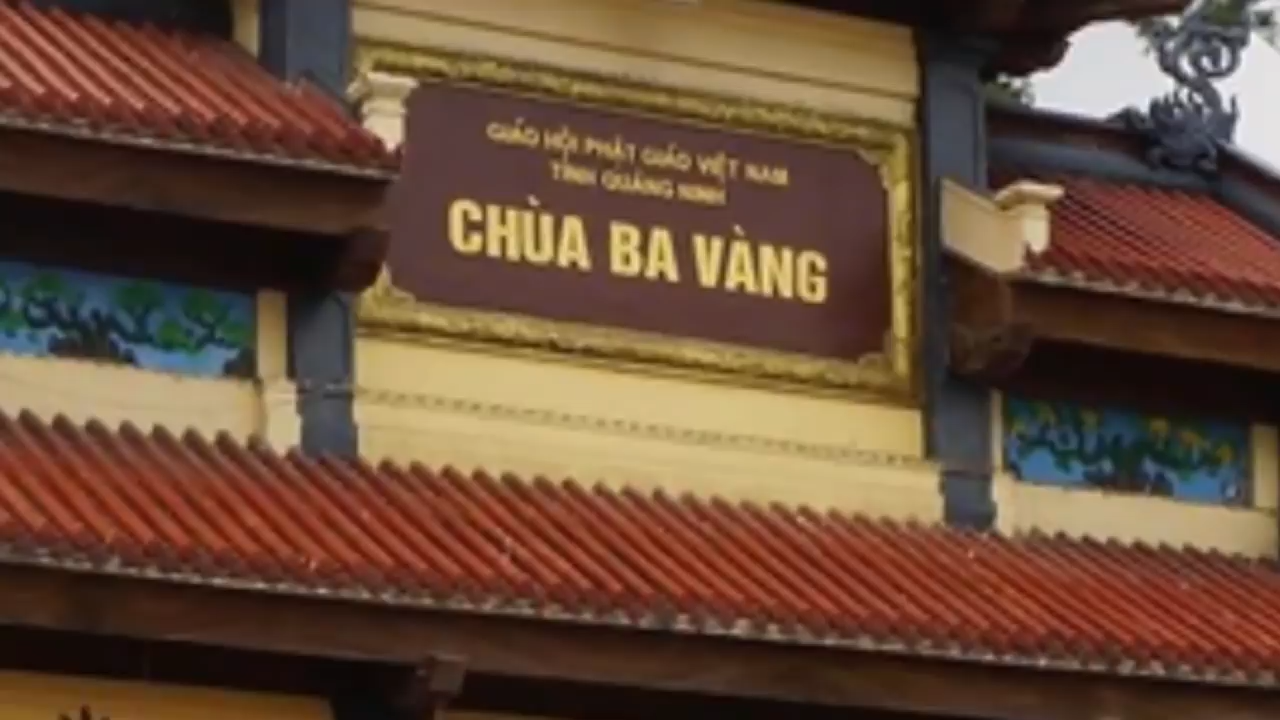 GIÁO HỘI PHẬT GIÁO VIỆT NAM
TỈNH QUẢNG NINH
CHÙA BA VÀNG